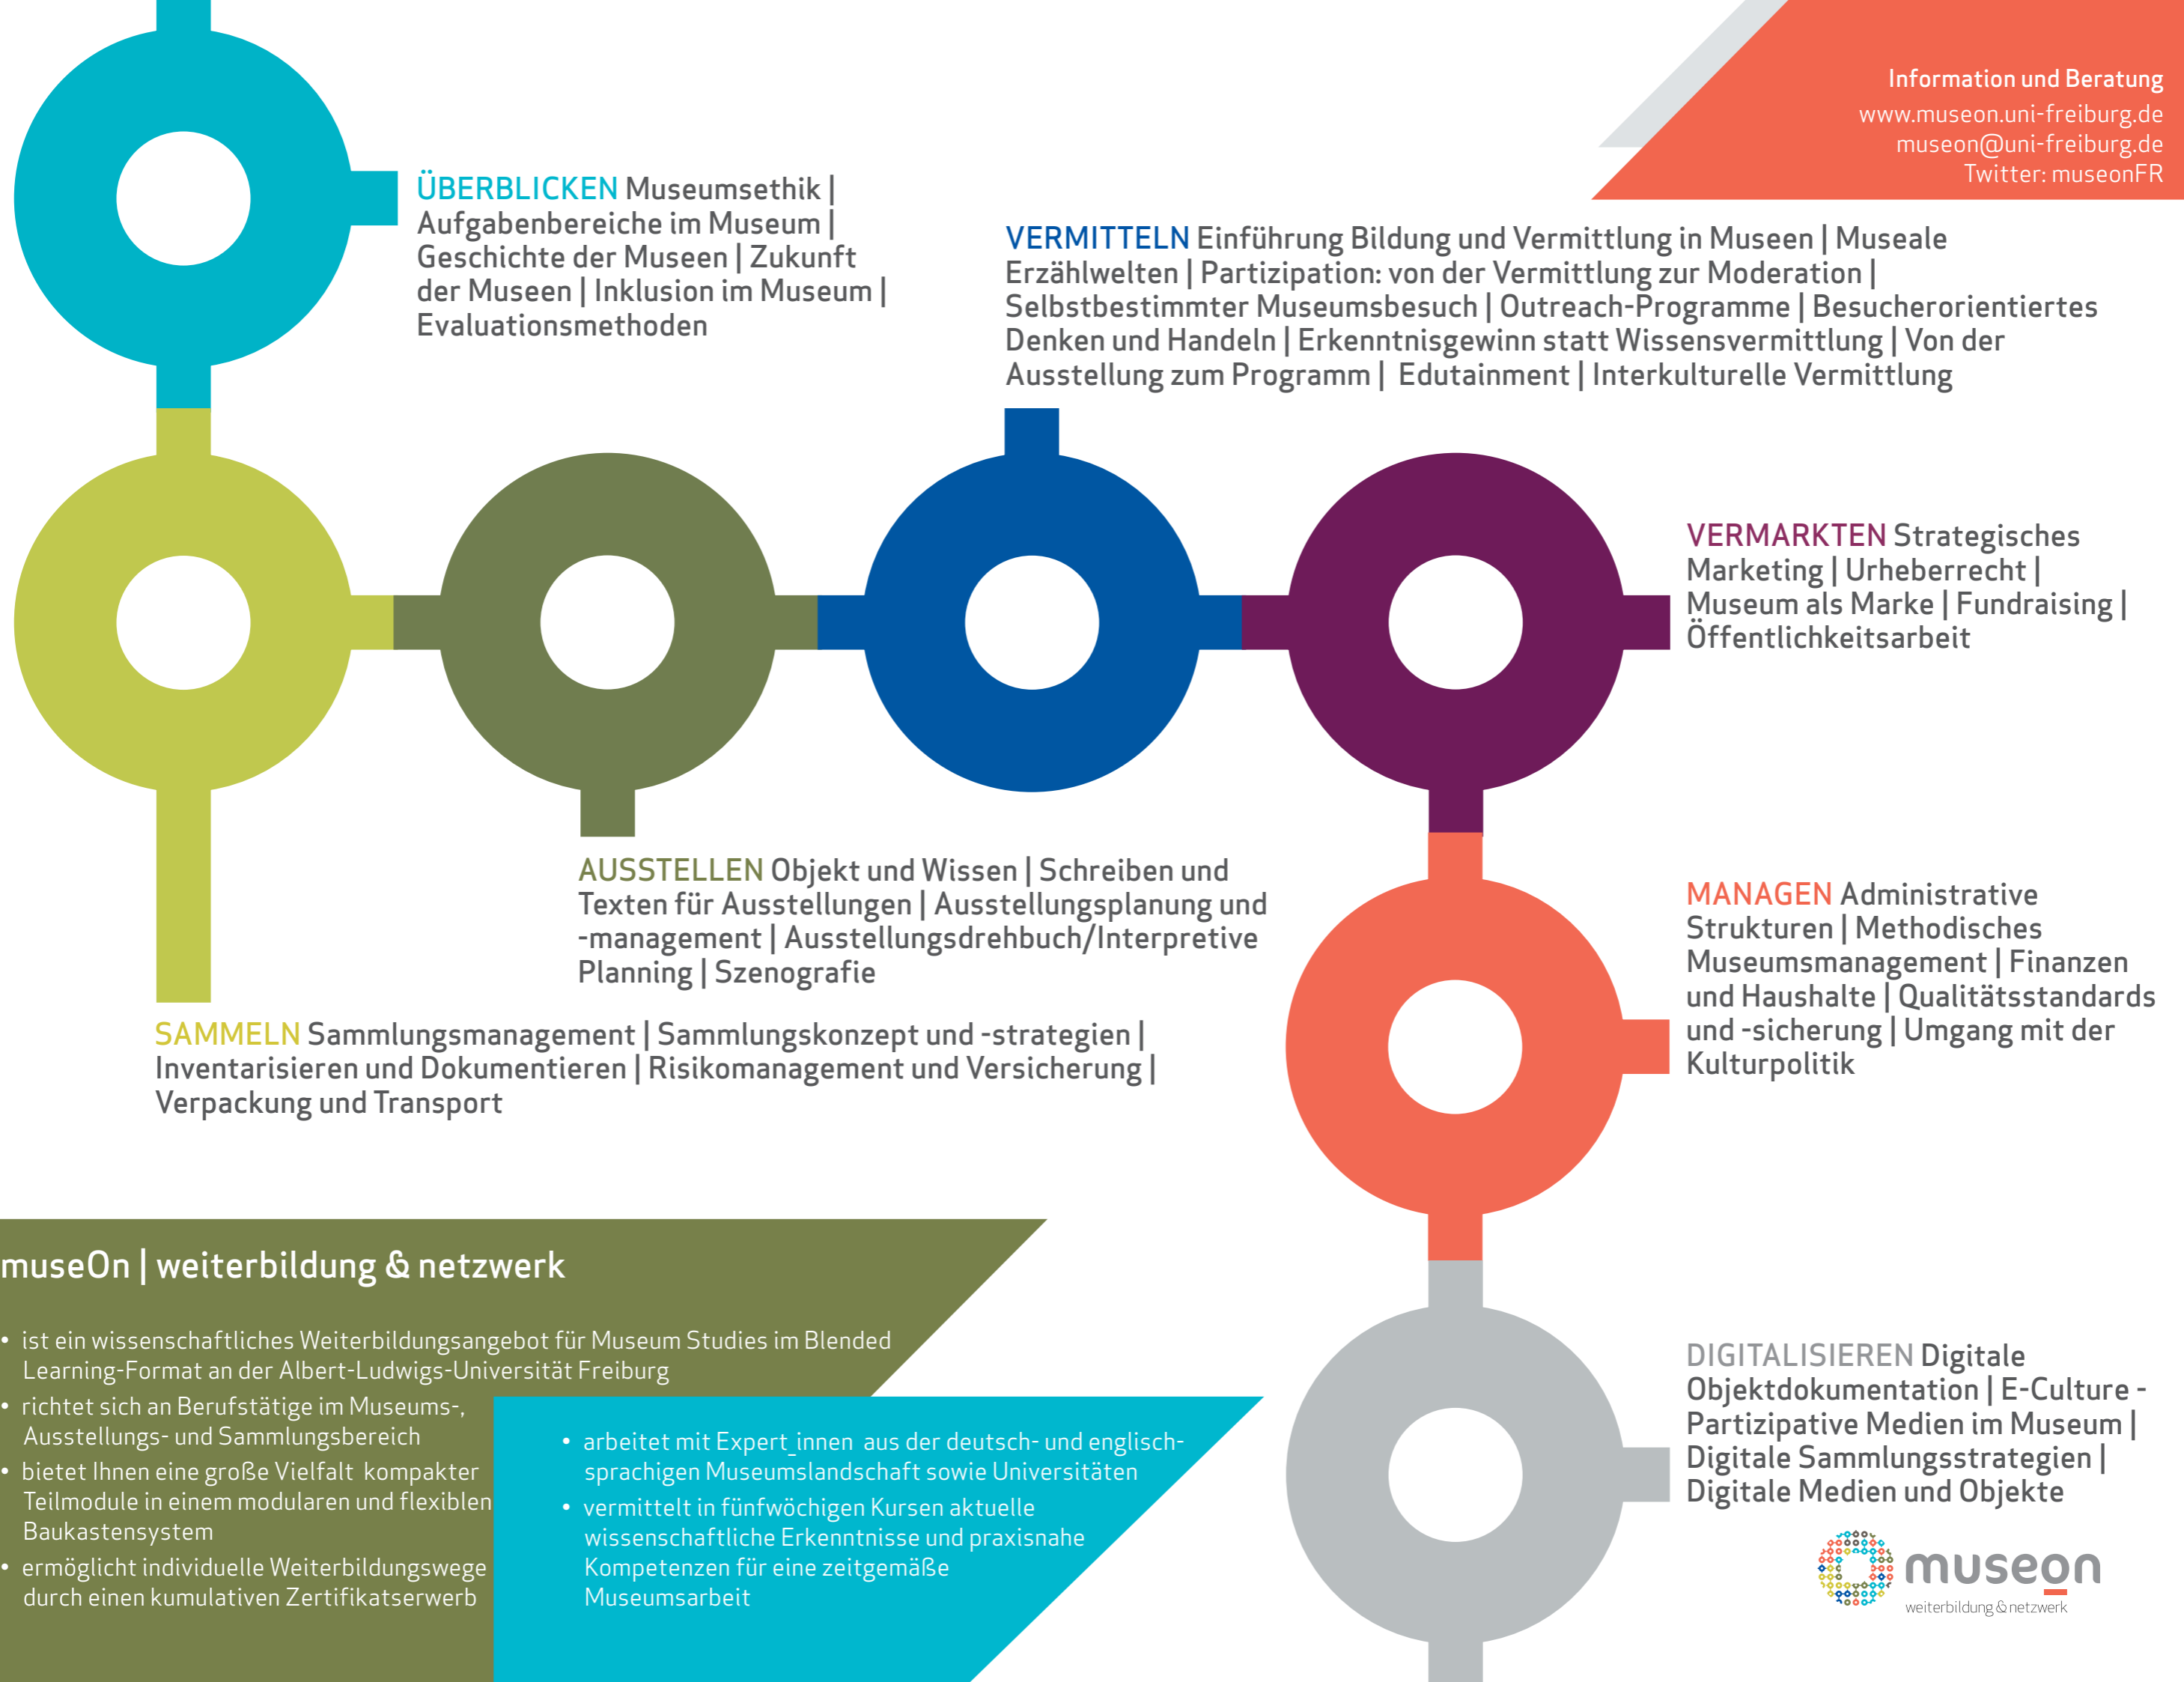 Information und Beratung
www.museon.uni-freiburg.de
museon@uni-freiburg.de
Twitter: museonFR
ÜBERBLICKEN Museumsethik |
Aufgabenbereiche im Museum |
Geschichte der Museen | Zukunft
der Museen | Inklusion im Museum |
Evaluationsmethoden
VERMITTELN Einführung Bildung und Vermittlung in Museen | Museale
Erzählwelten | Partizipation: von der Vermittlung zur Moderation |
Selbstbestimmter Museumsbesuch | Outreach-Programme | Besucherorientiertes
Denken und Handeln | Erkenntnisgewinn statt Wissensvermittlung | Von der
Ausstellung zum Programm | Edutainment | Interkulturelle Vermittlung
VERMARKTEN Strategisches
Marketing | Urheberrecht |
Museum als Marke | Fundraising |
Öffentlichkeitsarbeit
AUSSTELLEN Objekt und Wissen | Schreiben und
Texten für Ausstellungen | Ausstellungsplanung und
-management | Ausstellungsdrehbuch/Interpretive
Planning | Szenografie
MANAGEN Administrative
Strukturen | Methodisches
Museumsmanagement | Finanzen
und Haushalte | Qualitätsstandards
und -sicherung | Umgang mit der
Kulturpolitik
SAMMELN Sammlungsmanagement | Sammlungskonzept und -strategien |
Inventarisieren und Dokumentieren | Risikomanagement und Versicherung |
Verpackung und Transport
museOn | weiterbildung & netzwerk
• ist ein wissenschaftliches Weiterbildungsangebot für Museum Studies im Blended
Learning-Format an der Albert-Ludwigs-Universität Freiburg
• richtet sich an Berufstätige im Museums-,
Ausstellungs- und Sammlungsbereich
• bietet Ihnen eine große Vielfalt kompakter
Teilmodule in einem modularen und flexiblen
Baukastensystem
• ermöglicht individuelle Weiterbildungswege
durch einen kumulativen Zertifikatserwerb
• arbeitet mit Expert_innen aus der deutsch- und englisch-
sprachigen Museumslandschaft sowie Universitäten
• vermittelt in fünfwöchigen Kursen aktuelle
wissenschaftliche Erkenntnisse und praxisnahe
Kompetenzen für eine zeitgemäße
Museumsarbeit
DIGITALISIEREN Digitale
Objektdokumentation | E-Culture -
Partizipative Medien im Museum |
Digitale Sammlungsstrategien |
Digitale Medien und Objekte
museon
weiterbildung & netzwerk